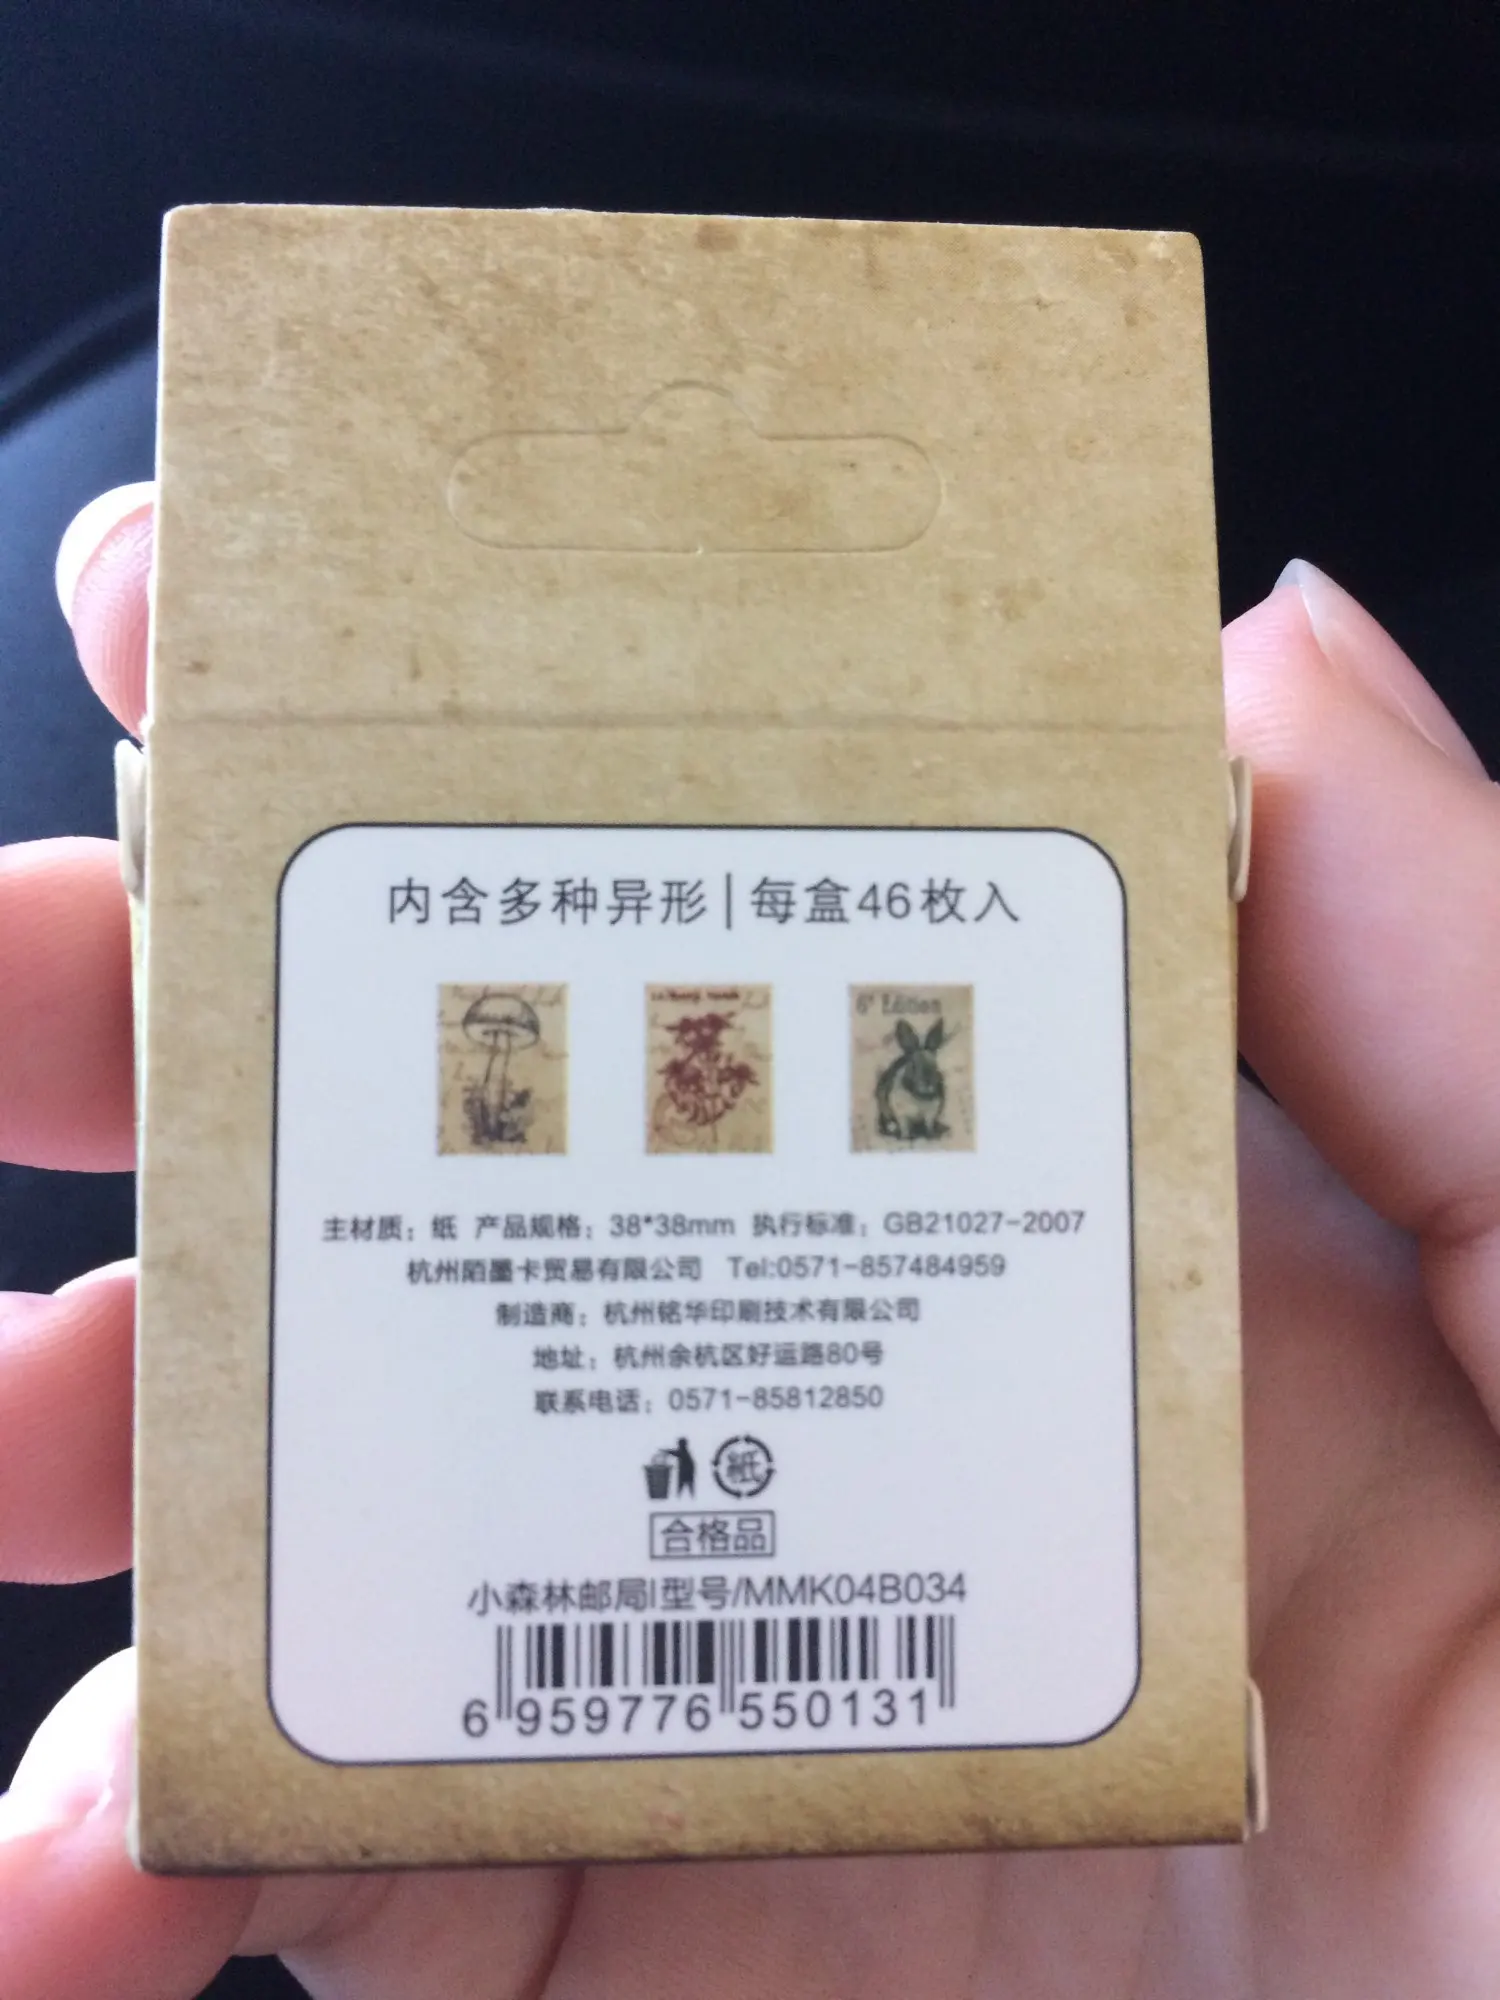 内含多种异形|每盒46枚入
6e Edition
主材质：纸 产品规格：38*38mm 执行标准：GB21027-2007
杭州陌墨卡贸易有限公司 Tel:0571-857484959
制造商：杭州铭华印刷技术有限公司
地址：杭州余杭区好运路80号
联系电话：0571-85812850
紙
合格品
小森林邮局|型号/MMK04B034
6 959776 550131